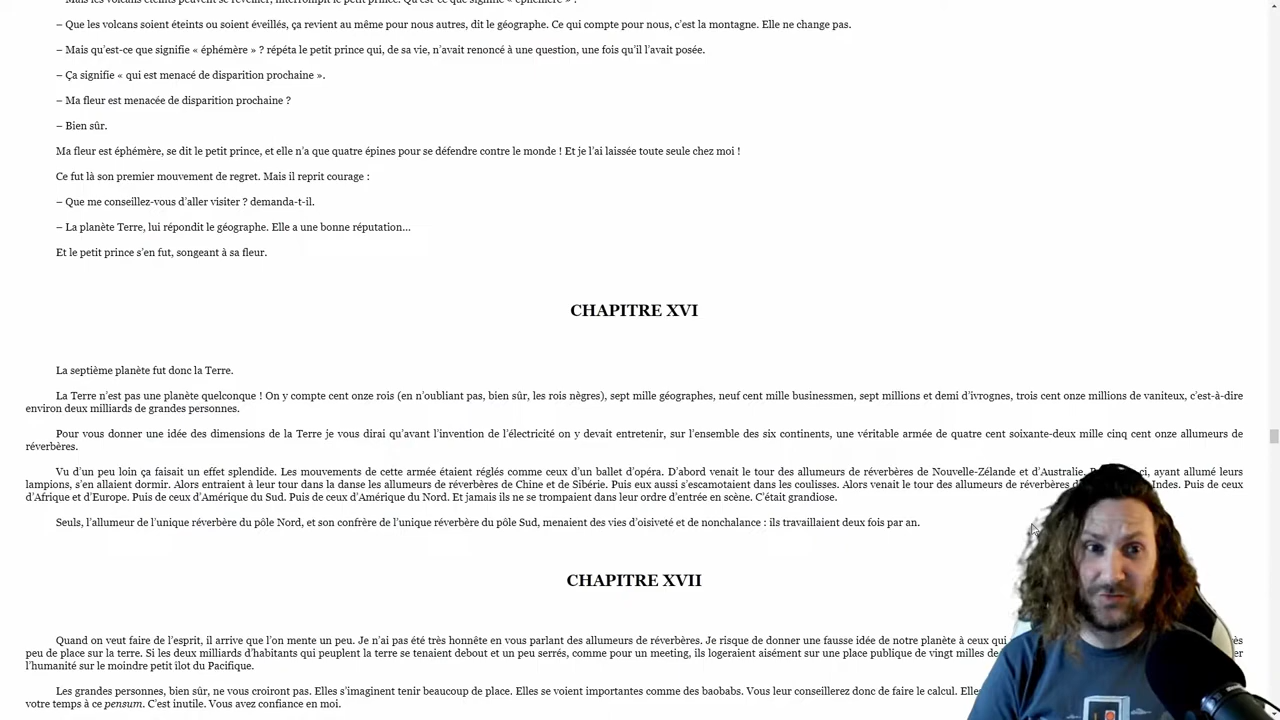 – Que les volcans soient éteints ou soient éveillés, ça revient au même pour nous autres, dit le géographe. Ce qui compte pour nous, c’est la montagne. Elle ne change pas.
– Mais qu’est-ce que signifie « éphémère » ? répéta le petit prince qui, de sa vie, n’avait renoncé à une question, une fois qu’il l’avait posée.
– Ça signifie « qui est menacé de disparition prochaine ».
– Ma fleur est menacée de disparition prochaine ?
– Bien sûr.
Ma fleur est éphémère, se dit le petit prince, et elle n’a que quatre épines pour se défendre contre le monde ! Et je l’ai laissée toute seule chez moi !
Ce fut là son premier mouvement de regret. Mais il reprit courage :
– Que me conseillez-vous d’aller visiter ? demanda-t-il.
– La planète Terre, lui répondit le géographe. Elle a une bonne réputation…
Et le petit prince s’en fut, songeant à sa fleur.
CHAPITRE XVI
La septième planète fut donc la Terre.
La Terre n’est pas une planète quelconque ! On y compte cent onze rois (en n’oubliant pas, bien sûr, les rois nègres), sept mille géographes, neuf cent mille businessmen, sept millions et demi d’ivrognes, trois cent onze millions de vaniteux, c’est-à-dire
environ deux milliards de grandes personnes.
Pour vous donner une idée des dimensions de la Terre je vous dirai qu’avant l’invention de l’électricité on y devait entretenir, sur l’ensemble des six continents, une véritable armée de quatre cent soixante-deux mille cinq cent onze allumeurs de
réverbères.
Vu d’un peu loin ça faisait un effet splendide. Les mouvements de cette armée étaient réglés comme ceux d’un ballet d’opéra. D’abord venait le tour des allumeurs de réverbères de Nouvelle-Zélande et d’Australie. ayant allumé leurs
lampions, s’en allaient dormir. Alors entraient à leur tour dans la danse les allumeurs de réverbères de Chine et de Sibérie. Puis eux aussi s’escamotaient dans les coulisses. Alors venait le tour des allumeurs de réverbères Indes. Puis de ceux
d’Afrique et d’Europe. Puis de ceux d’Amérique du Sud. Puis de ceux d’Amérique du Nord. Et jamais ils ne se trompaient dans leur ordre d’entrée en scène. C’était grandiose.
Seuls, l’allumeur de l’unique réverbère du pôle Nord, et son confrère de l’unique réverbère du pôle Sud, menaient des vies d’oisiveté et de nonchalance : ils travaillaient deux fois par an.
CHAPITRE XVII
Quand on veut faire de l’esprit, il arrive que l’on mente un peu. Je n’ai pas été très honnête en vous parlant des allumeurs de réverbères. Je risque de donner une fausse idée de notre planète à ceux qui
peu de place sur la terre. Si les deux milliards d’habitants qui peuplent la terre se tenaient debout et un peu serrés, comme pour un meeting, ils logeraient aisément sur une place publique de vingt milles de
l’humanité sur le moindre petit îlot du Pacifique.
Les grandes personnes, bien sûr, ne vous croiront pas. Elles s’imaginent tenir beaucoup de place. Elles se voient importantes comme des baobabs. Vous leur conseillerez donc de faire le calcul.
votre temps à ce pensum. C’est inutile. Vous avez confiance en moi.